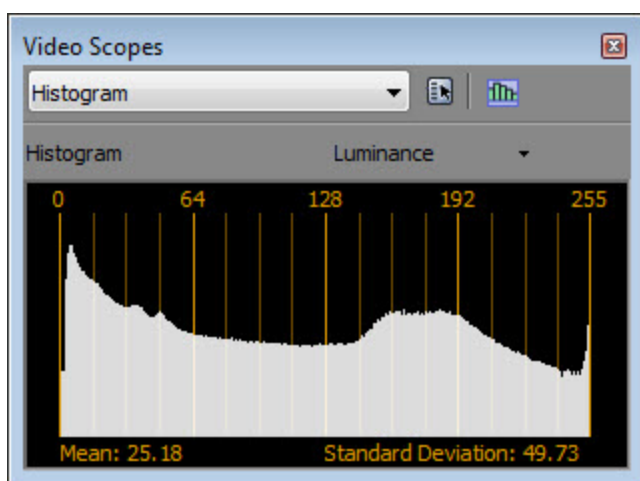 Video Scopes
Histogram
Histogram Luminance
0 64 128 192 255
Mean: 25.18 Standard Deviation: 49.73